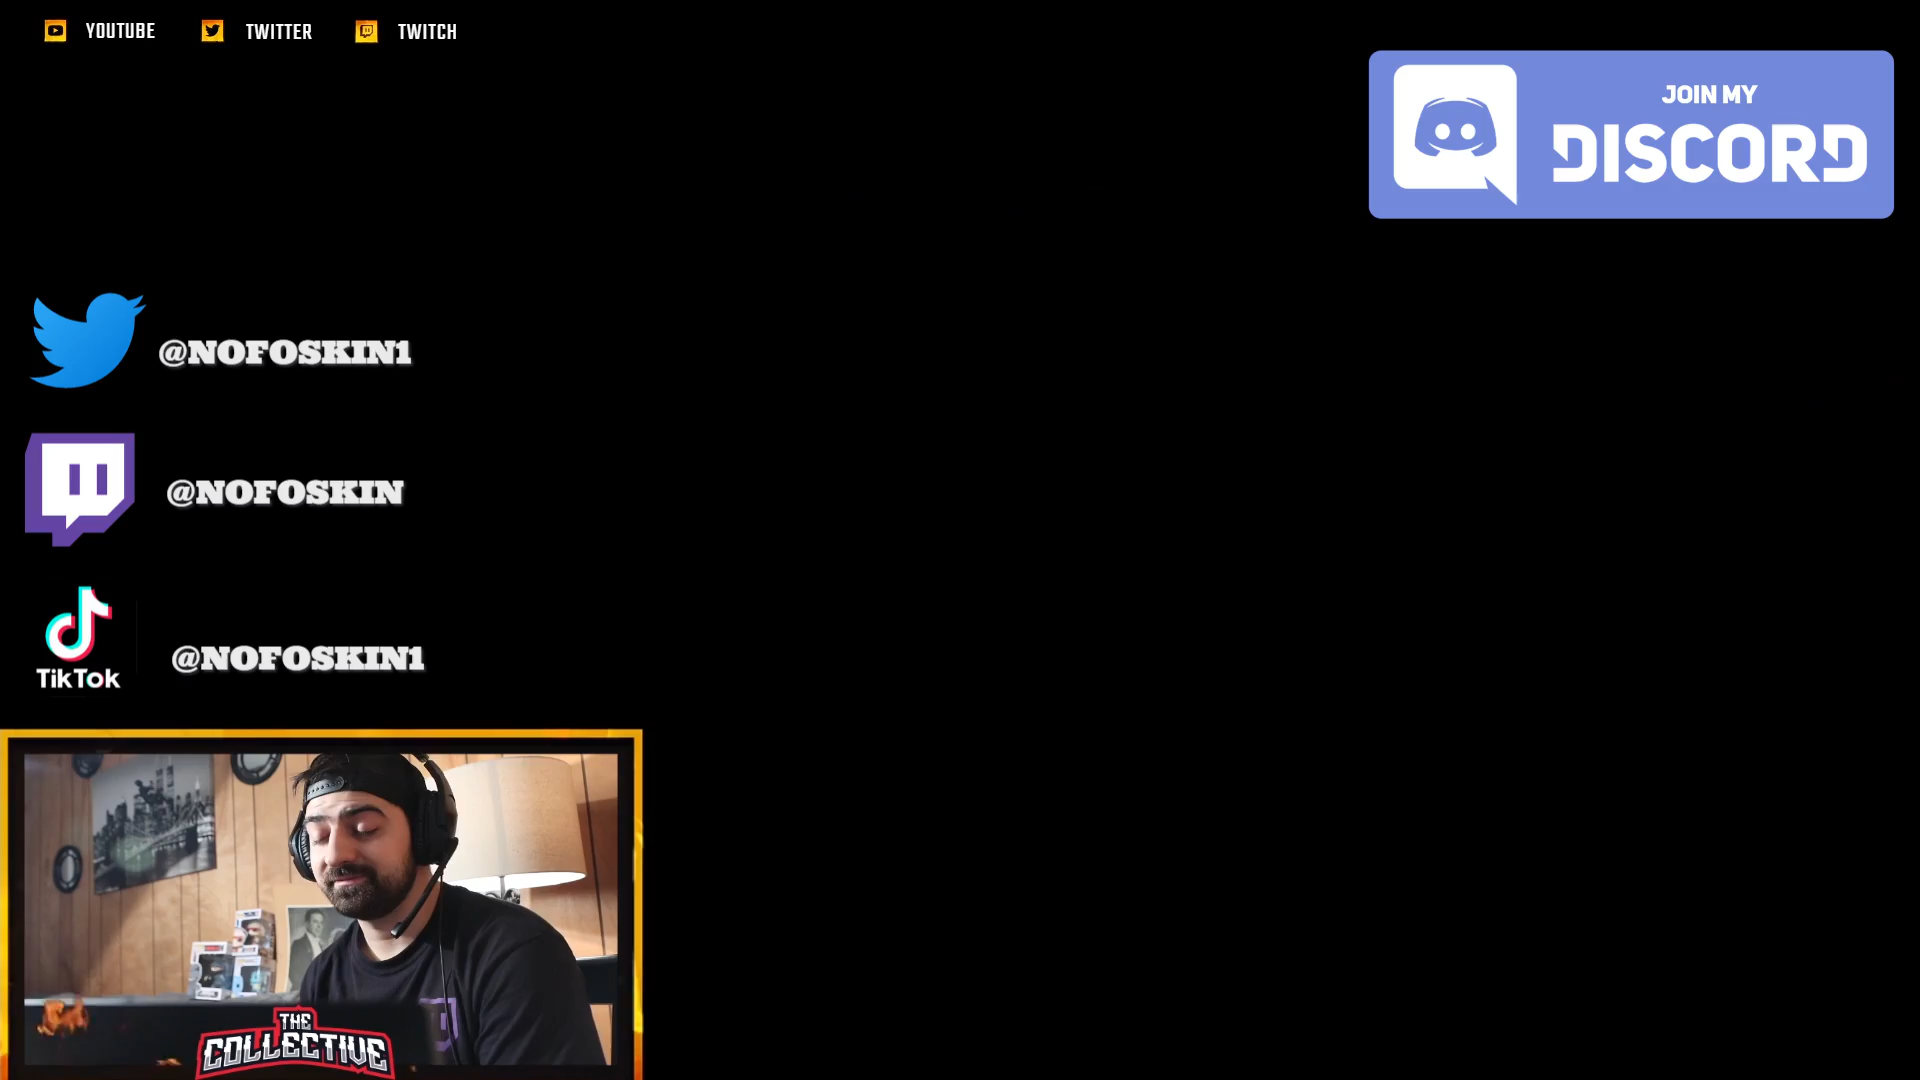 YOUTUBE TWITTER TWITCH
JOIN MY
DISCORD
@NOFOSKIN1
@NOFOSKIN
TikTok
@NOFOSKIN1
THE
COLLECTIVE